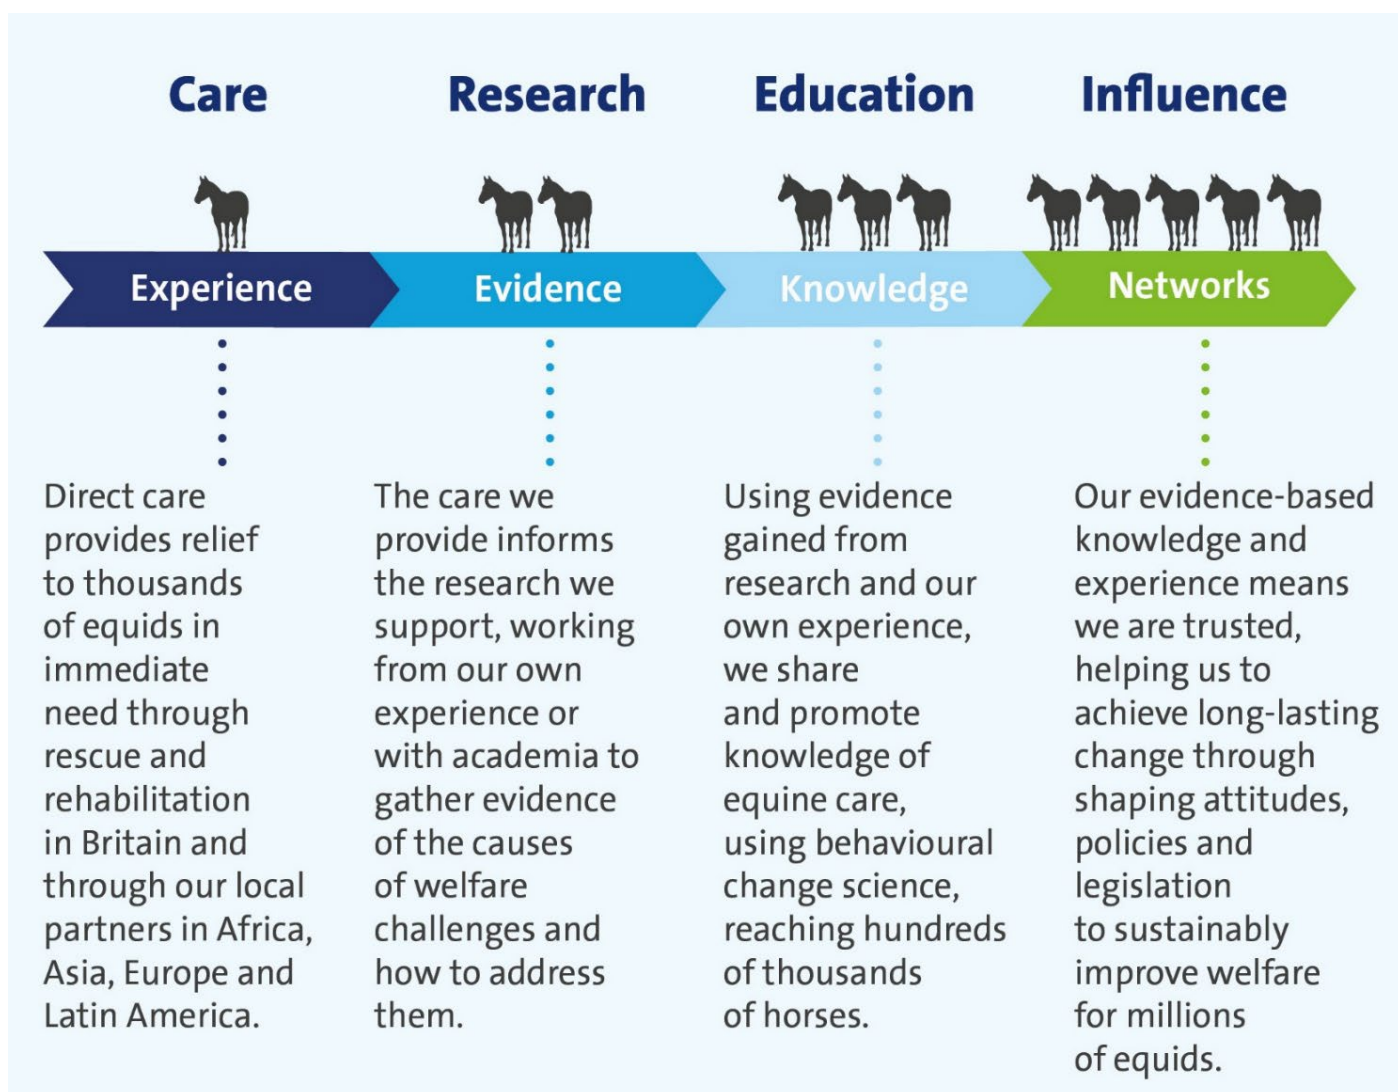 Care
Research
Education
Influence
Experience
Evidence
Knowledge
Networks
Direct care
provides relief
to thousands
of equids in
immediate
need through
rescue and
rehabilitation
in Britain and
through our local
partners in Africa,
Asia, Europe and
Latin America.
The care we
provide informs
the research we
support, working
from our own
experience or
with academia to
gather evidence
of the causes
of welfare
challenges and
how to address
them.
Using evidence
gained from
research and our
own experience,
we share
and promote
knowledge of
equine care,
using behavioural
change science,
reaching hundreds
of thousands
of horses.
Our evidence-based
knowledge and
experience means
we are trusted,
helping us to
achieve long-lasting
change through
shaping attitudes,
policies and
legislation
to sustainably
improve welfare
for millions
of equids.